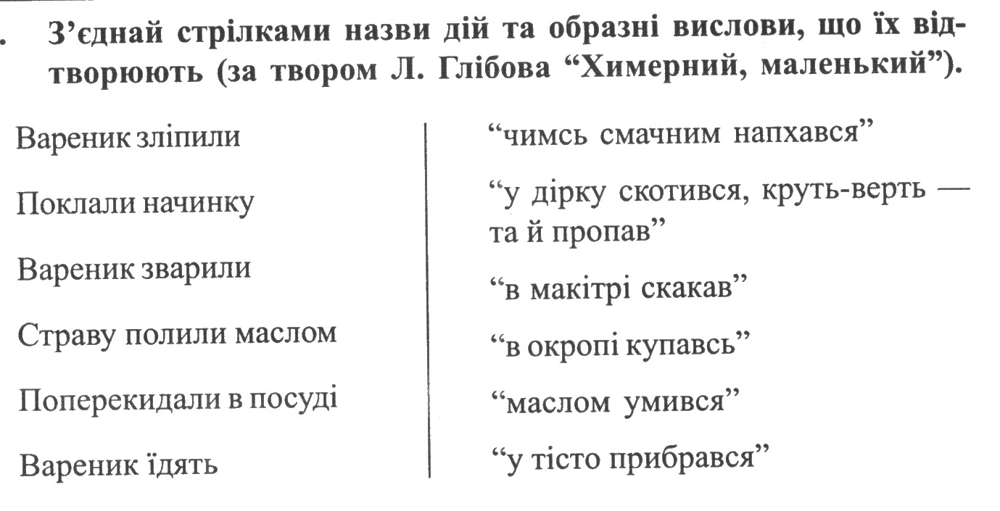 . З’єднай стрілками назви дій та образні вислови, що їх від-
творюють (за твором Л. Глібова “Химерний, маленький”).
Вареник зліпили
Поклали начинку
Вареник зварили
Страву полили маслом
Поперекидали в посуді
Вареник їдять
“чимсь смачним напхався”
“у дірку скотився, круть-верть —
та й пропав”
“в макітрі скакав”
“в окропі купавсь”
“маслом умився”
“у тісто прибрався”